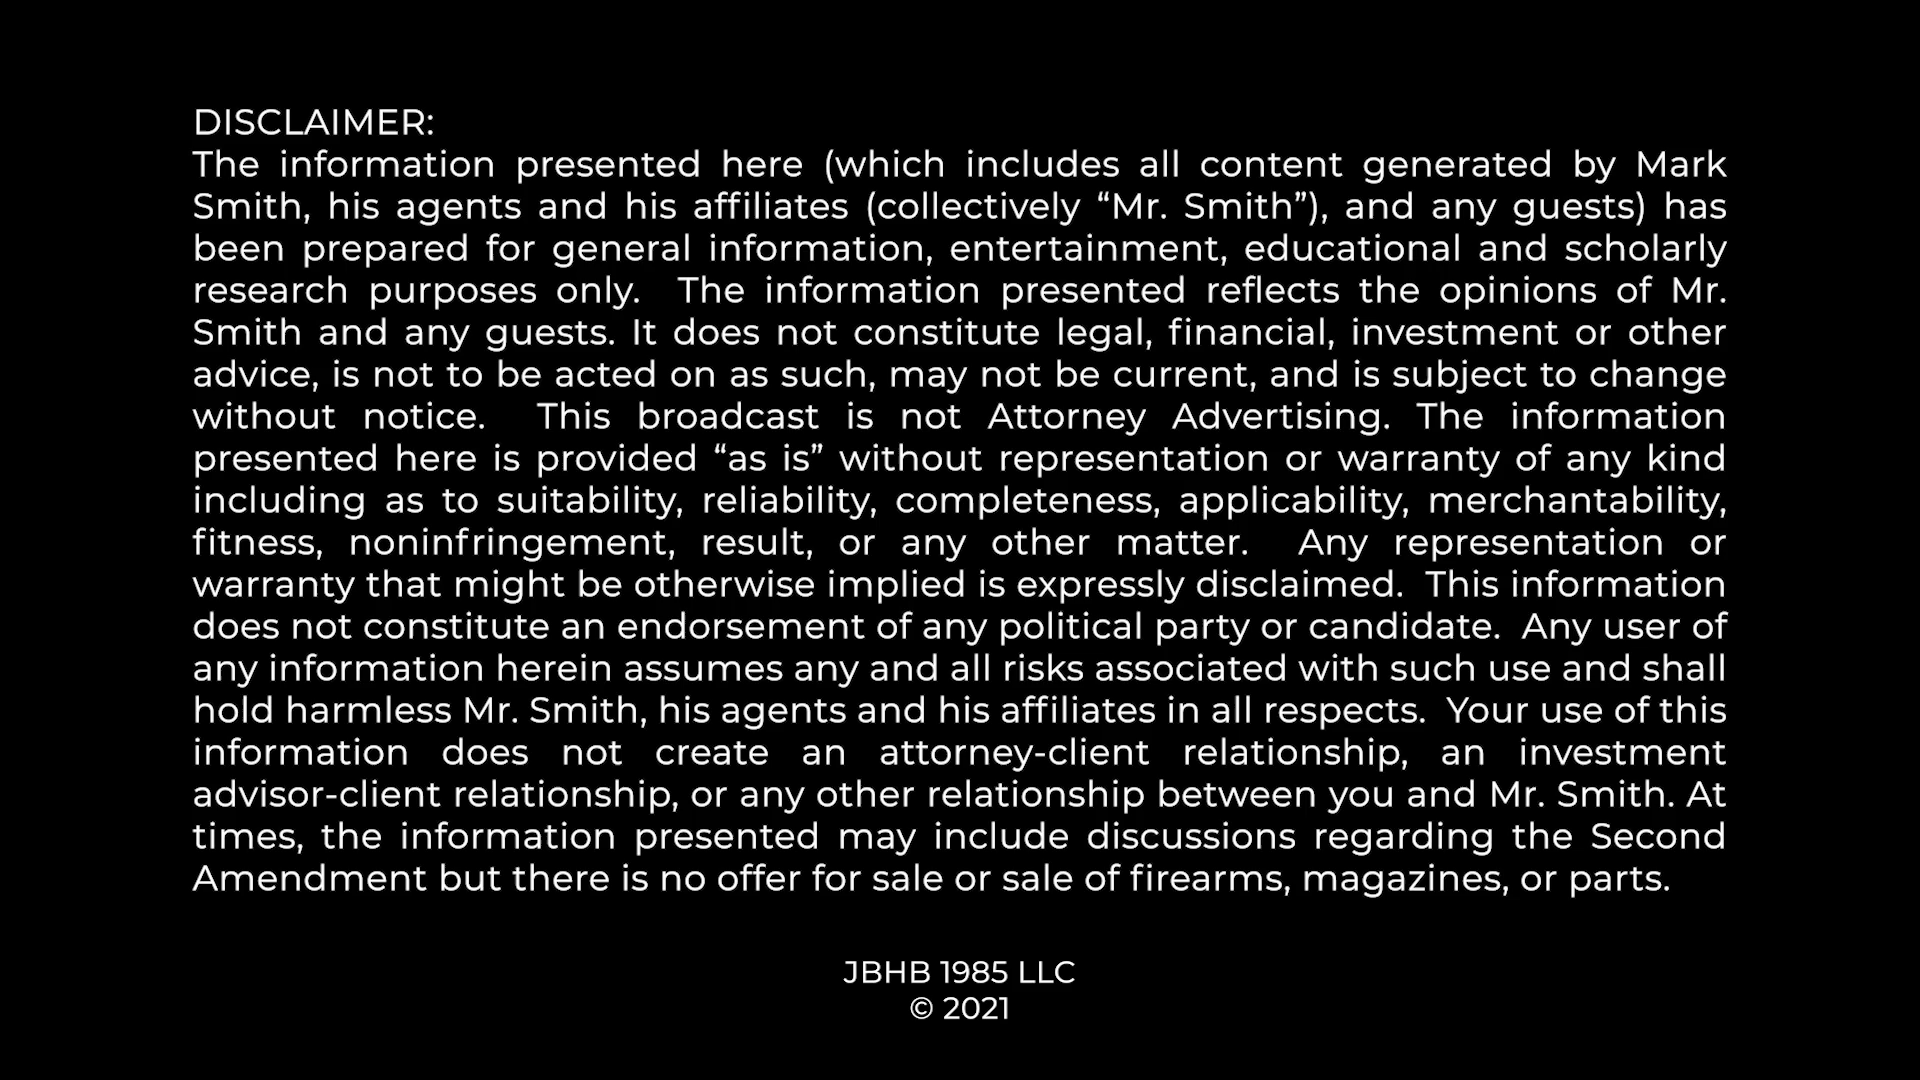 DISCLAIMER:
The information presented here (which includes all content generated by Mark
Smith, his agents and his affiliates (collectively “Mr. Smith”), and any guests) has
been prepared for general information, entertainment, educational and scholarly
research purposes only. The information presented reflects the opinions of Mr.
Smith and any guests. It does not constitute legal, financial, investment or other
advice, is not to be acted on as such, may not be current, and is subject to change
without notice. This broadcast is not Attorney Advertising. The information
presented here is provided “as is” without representation or warranty of any kind
including as to suitability, reliability, completeness, applicability, merchantability,
fitness, noninfringement, result, or any other matter. Any representation or
warranty that might be otherwise implied is expressly disclaimed. This information
does not constitute an endorsement of any political party or candidate. Any user of
any information herein assumes any and all risks associated with such use and shall
hold harmless Mr. Smith, his agents and his affiliates in all respects. Your use of this
information does not create an attorney-client relationship, an investment
advisor-client relationship, or any other relationship between you and Mr. Smith. At
times, the information presented may include discussions regarding the Second
Amendment but there is no offer for sale or sale of firearms, magazines, or parts.
JBHB 1985 LLC
© 2021